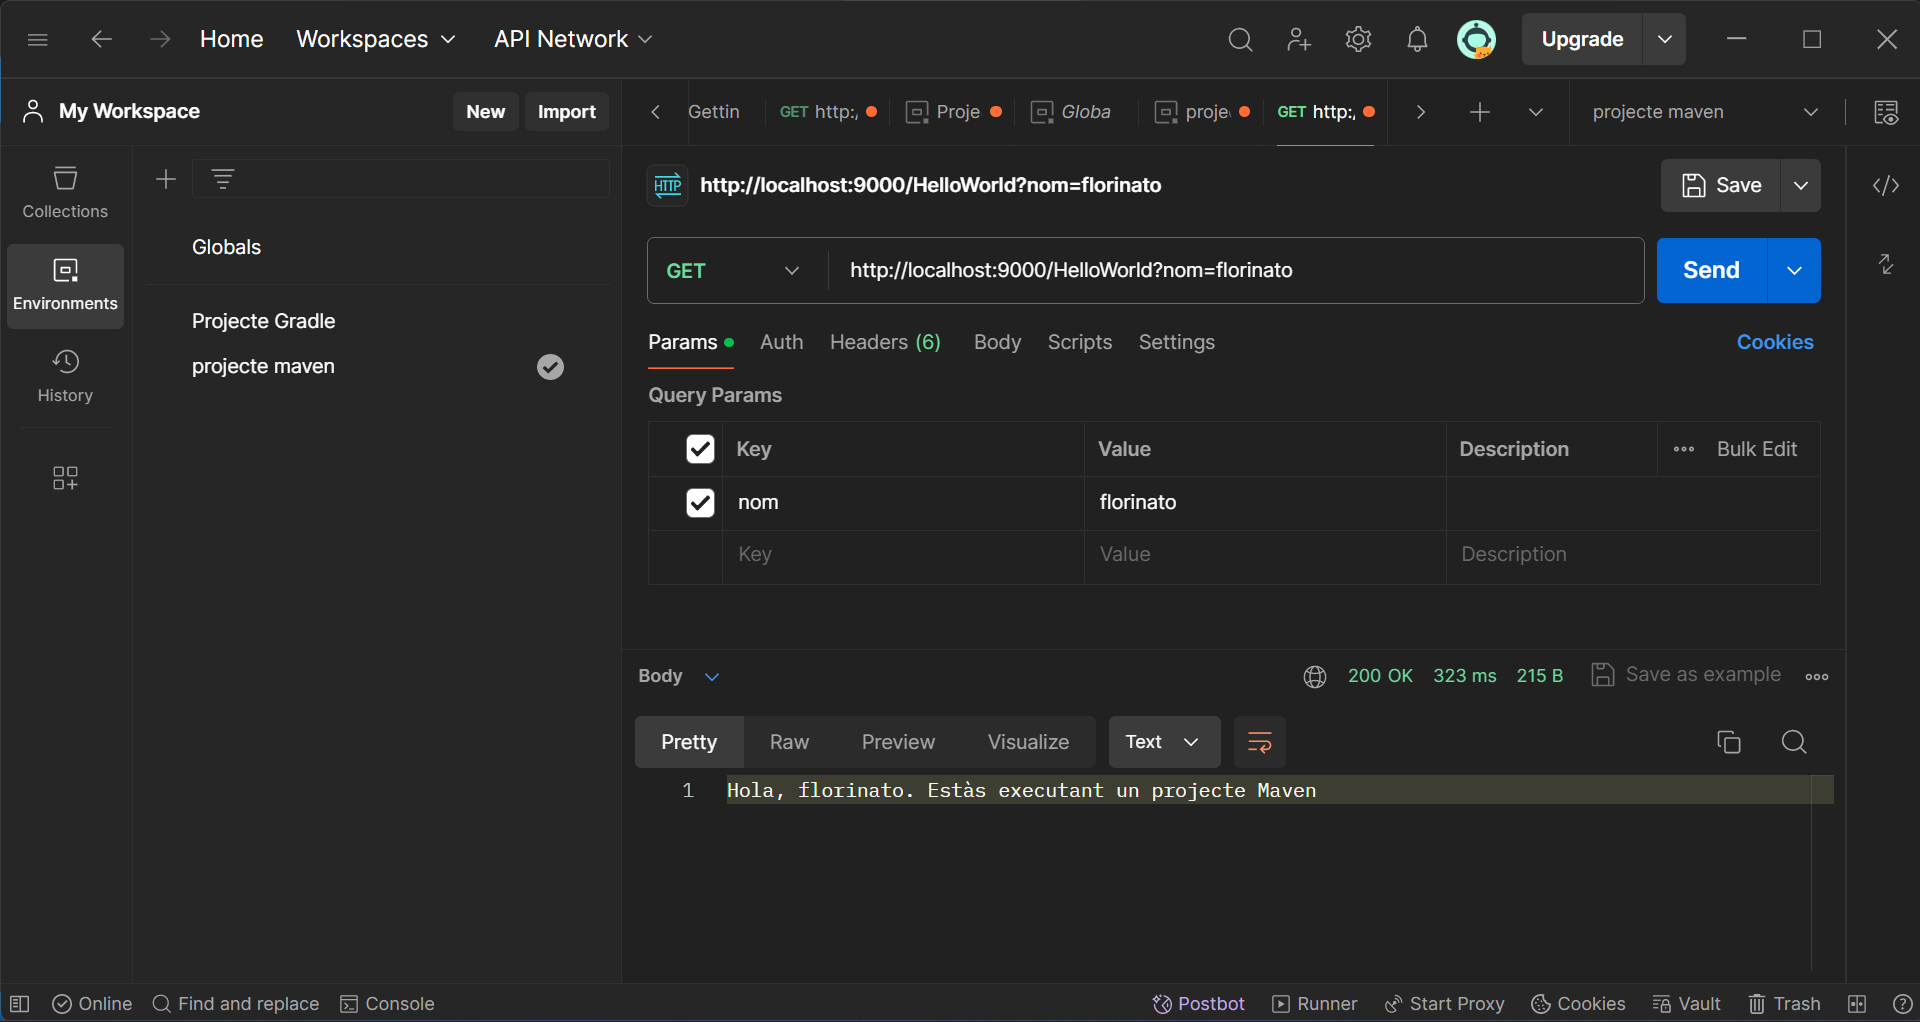 Home Workspaces API Network Upgrade
My Workspace New Import
Gettin GET http:/ Proje Globa proje GET http:/ projecte maven
Collections
Environments
History
Globals
Projecte Gradle
projecte maven
HTTP http://localhost:9000/HelloWorld?nom=florinato Save
GET http://localhost:9000/HelloWorld?nom=florinato Send
Params Auth Headers (6) Body Scripts Settings Cookies
Query Params
Key Value Description Bulk Edit
nom florinato
Key Value Description
Body 200 OK 323 ms 215 B Save as example
Pretty Raw Preview Visualize Text
1 Hola, florinato. Estàs executant un projecte Maven
Online Find and replace Console Postbot Runner Start Proxy Cookies Vault Trash